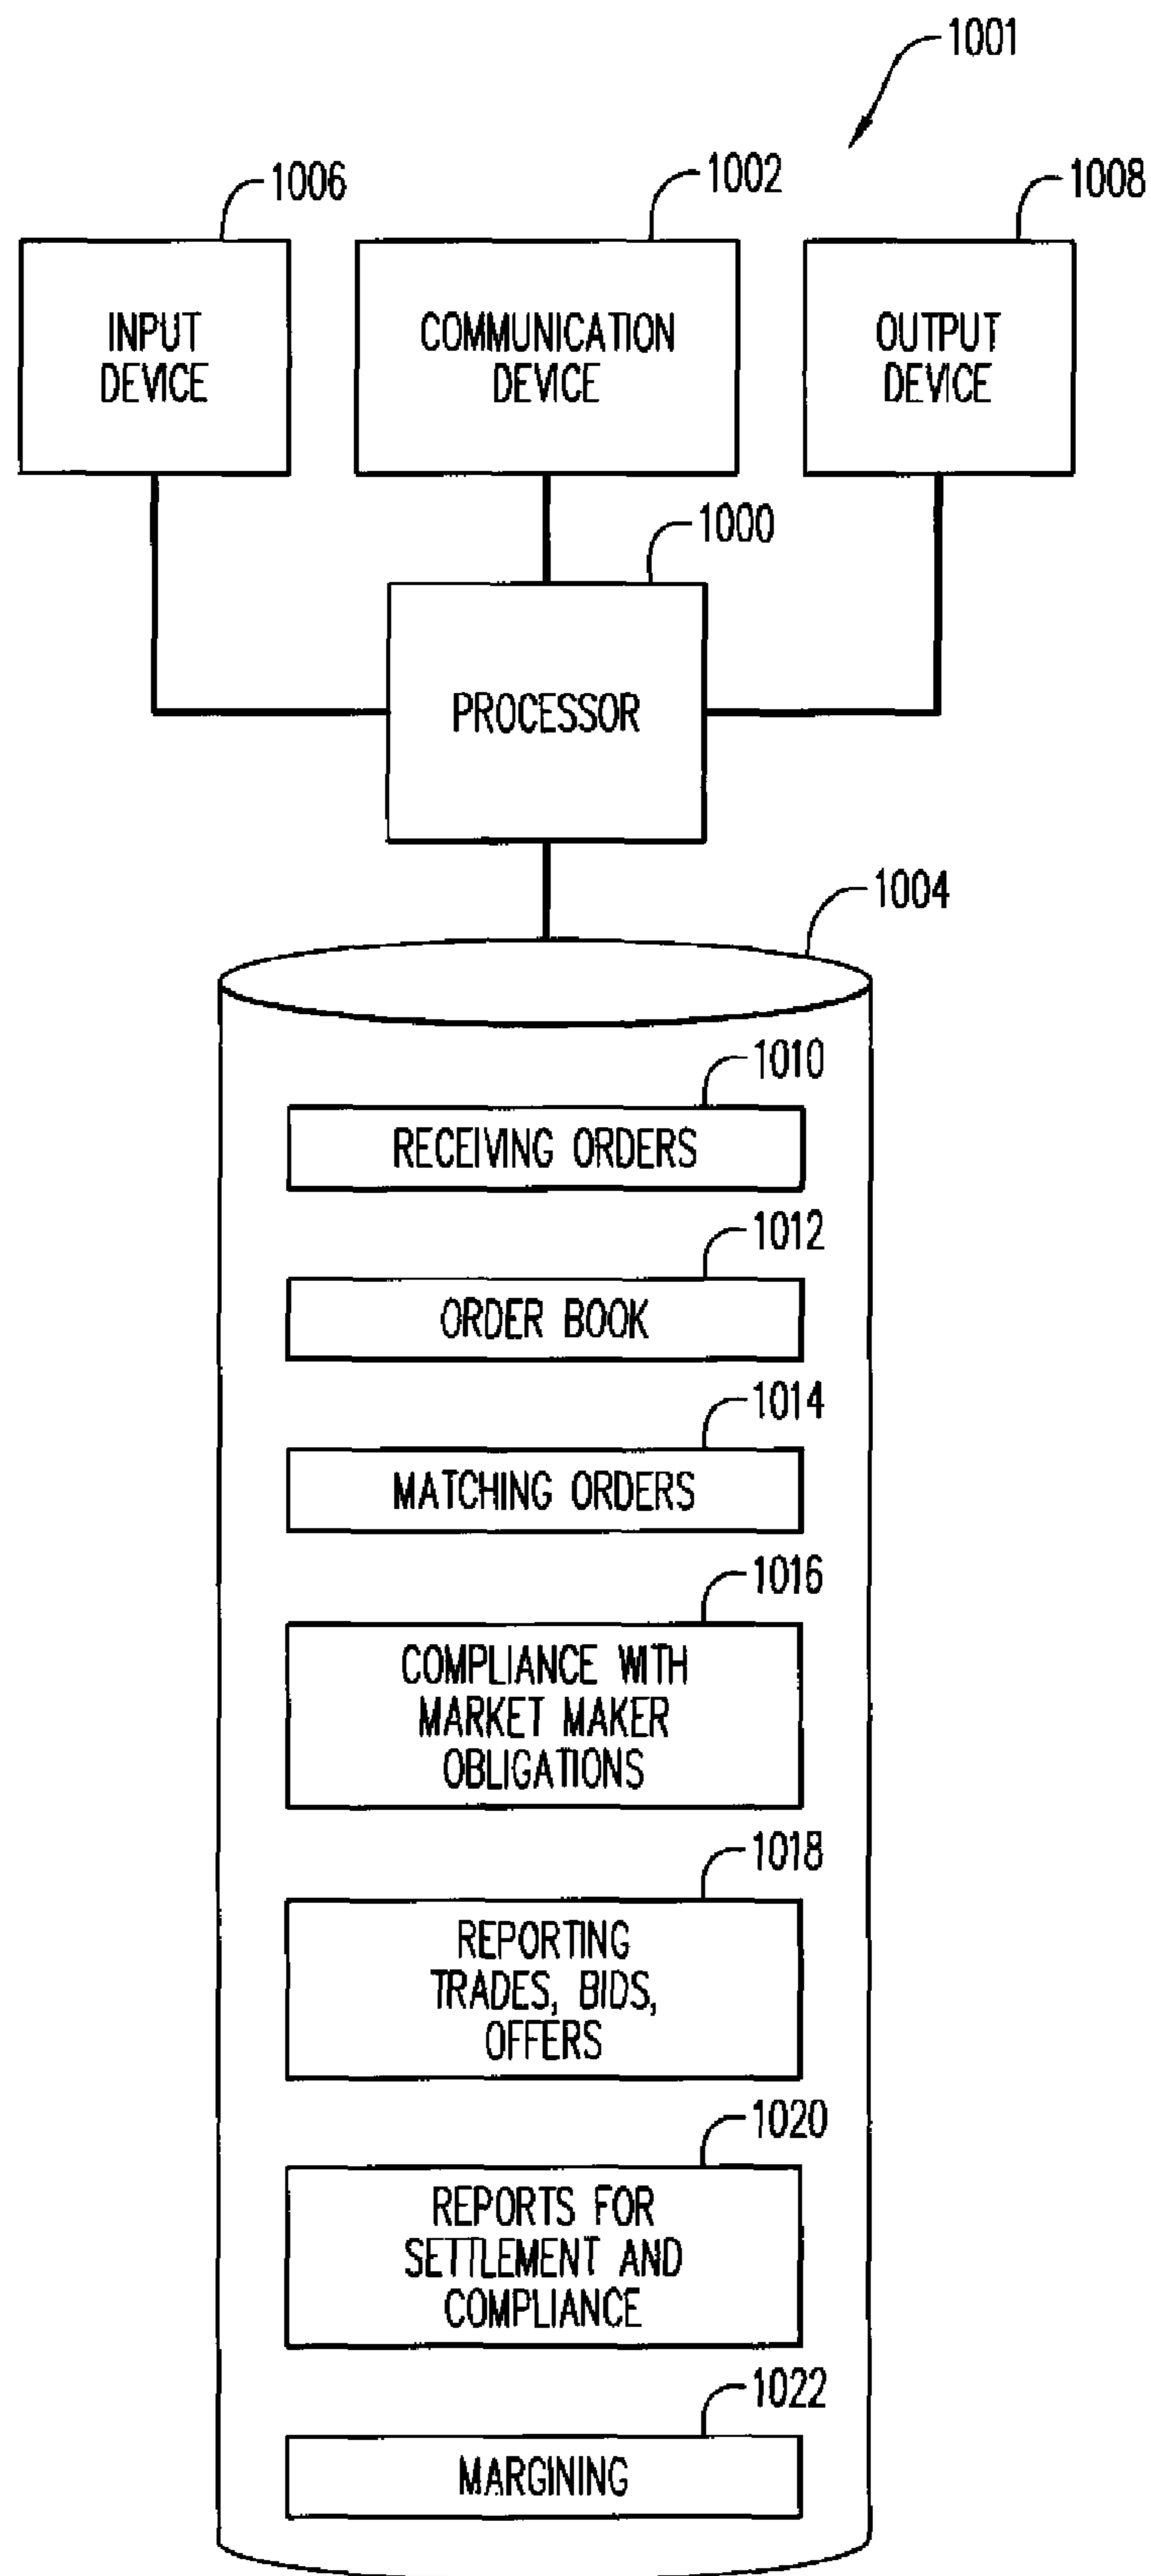 1001
1006
1002
1008
INPUT
DEVICE
COMMUNICATION
DEVICE
OUTPUT
DEVICE
1000
PROCESSOR
1004
1010
RECEIVING ORDERS
1012
ORDER BOOK
1014
MATCHING ORDERS
1016
COMPLIANCE WITH
MARKET MAKER
OBLIGATIONS
1018
REPORTING
TRADES, BIDS,
OFFERS
1020
REPORTS FOR
SETTLEMENT AND
COMPLIANCE
1022
MARGINING